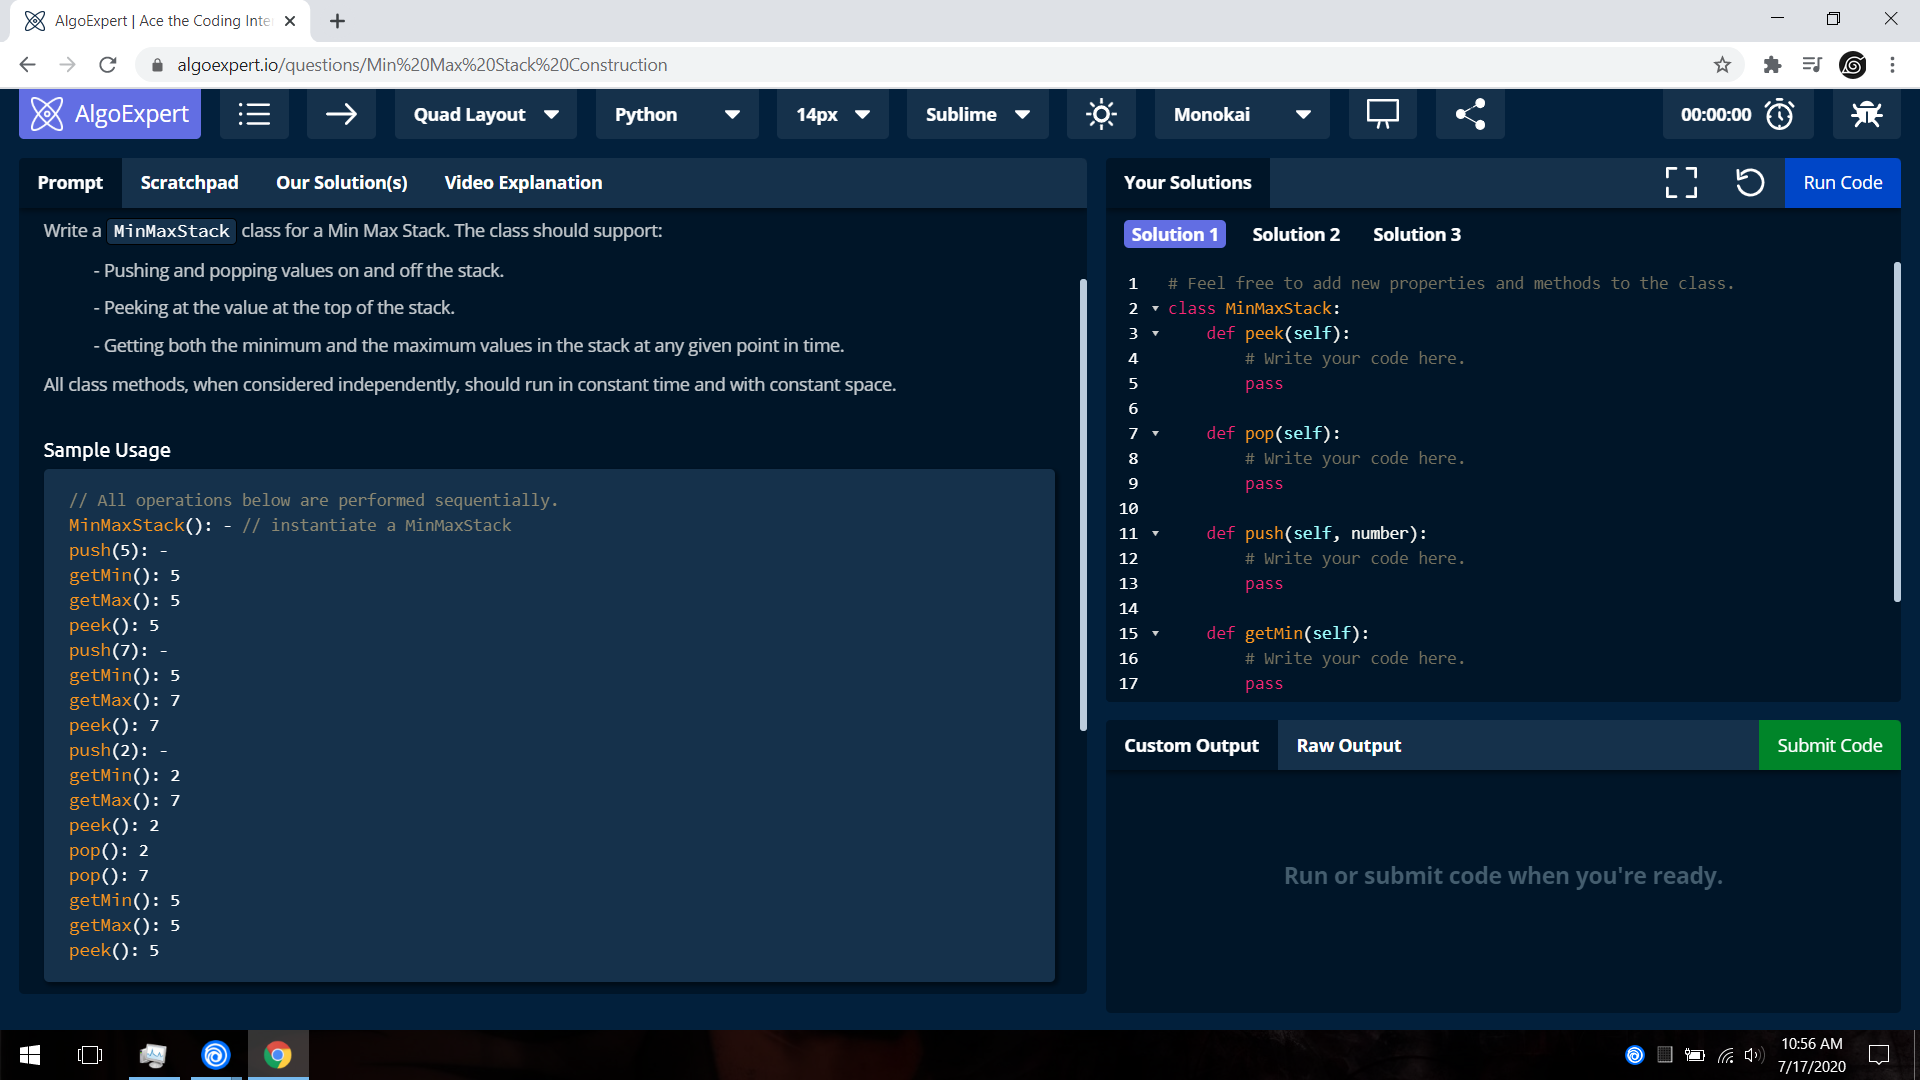 AlgoExpert | Ace the Coding Inte
algoexpert.io/questions/Min%20Max%20Stack%20Construction
AlgoExpert
Quad Layout
Python
14px
Sublime
Monokai
00:00:00
Prompt
Scratchpad
Our Solution(s)
Video Explanation
Write a MinMaxStack class for a Min Max Stack. The class should support:
- Pushing and popping values on and off the stack.
- Peeking at the value at the top of the stack.
- Getting both the minimum and the maximum values in the stack at any given point in time.
All class methods, when considered independently, should run in constant time and with constant space.
Sample Usage
// All operations below are performed sequentially.
MinMaxStack(): - // instantiate a MinMaxStack
push(5): -
getMin(): 5
getMax(): 5
peek(): 5
push(7): -
getMin(): 5
getMax(): 7
peek(): 7
push(2): -
getMin(): 2
getMax(): 7
peek(): 2
pop(): 2
pop(): 7
getMin(): 5
getMax(): 5
peek(): 5
Your Solutions
Run Code
Solution 1
Solution 2
Solution 3
1 # Feel free to add new properties and methods to the class.
2 class MinMaxStack:
3 def peek(self):
4 # Write your code here.
5 pass
6
7 def pop(self):
8 # Write your code here.
9 pass
10
11 def push(self, number):
12 # Write your code here.
13 pass
14
15 def getMin(self):
16 # Write your code here.
17 pass
Custom Output
Raw Output
Submit Code
Run or submit code when you're ready.
10:56 AM
7/17/2020